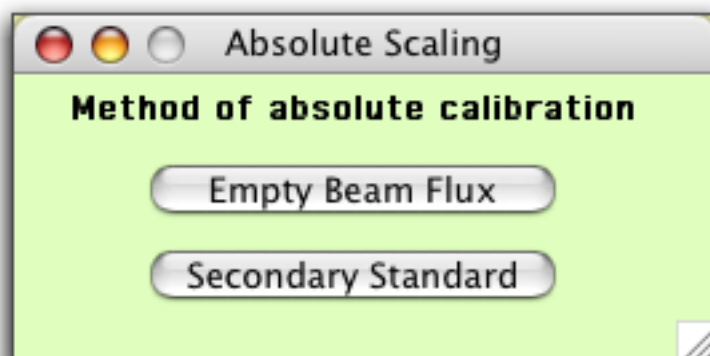 Absolute Scaling
Method of absolute calibration
Empty Beam Flux
Secondary Standard